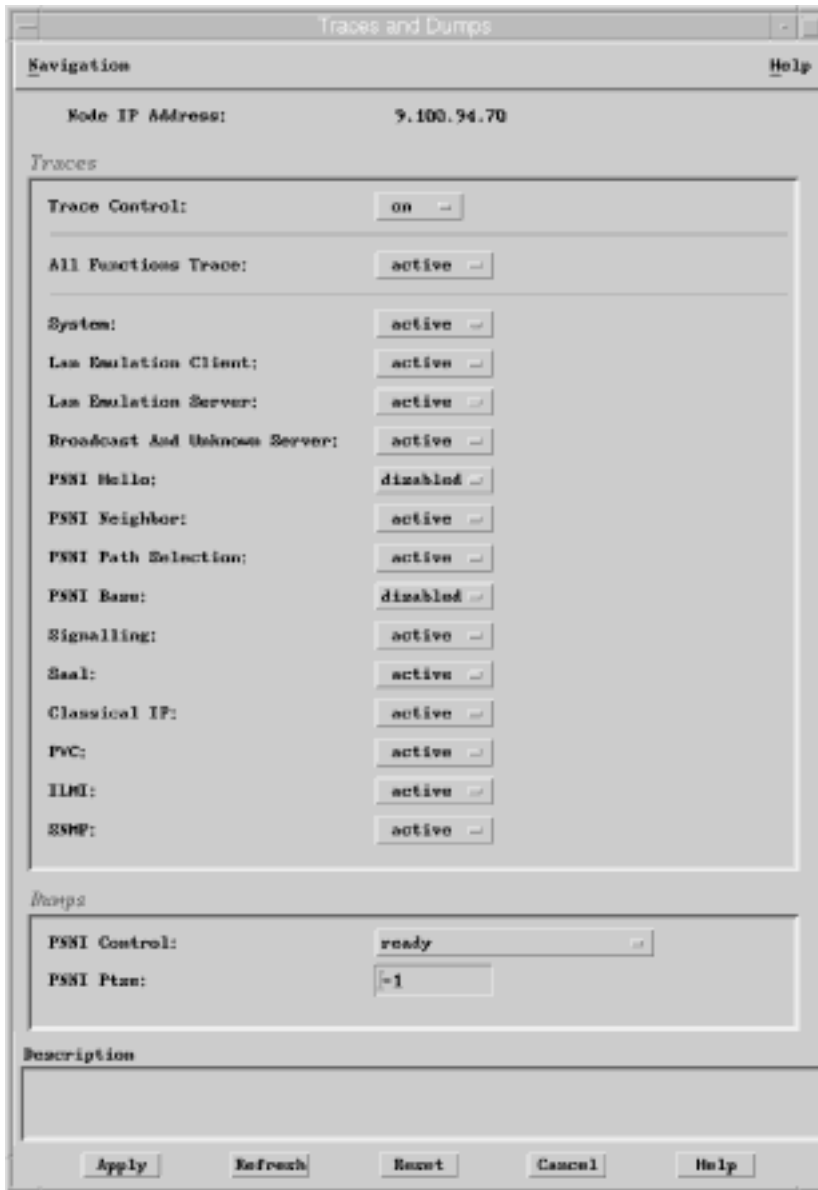 Traces and Dumps
Navigation Help
Node IP Address: 9.100.94.70
Traces
Trace Control: on
All Functions Trace: active
System: active
Lan Emulation Client: active
Lan Emulation Server: active
Broadcast And Unknown Server: active
PNNI Hello: disabled
PNNI Neighbor: active
PNNI Path Selection: active
PNNI Base: disabled
Signalling: active
Saal: active
Classical IP: active
PVC: active
ILMI: active
SNMP: active
Dumps
PNNI Control: ready
PNNI Ptse: -1
Description
Apply Refresh Reset Cancel Help